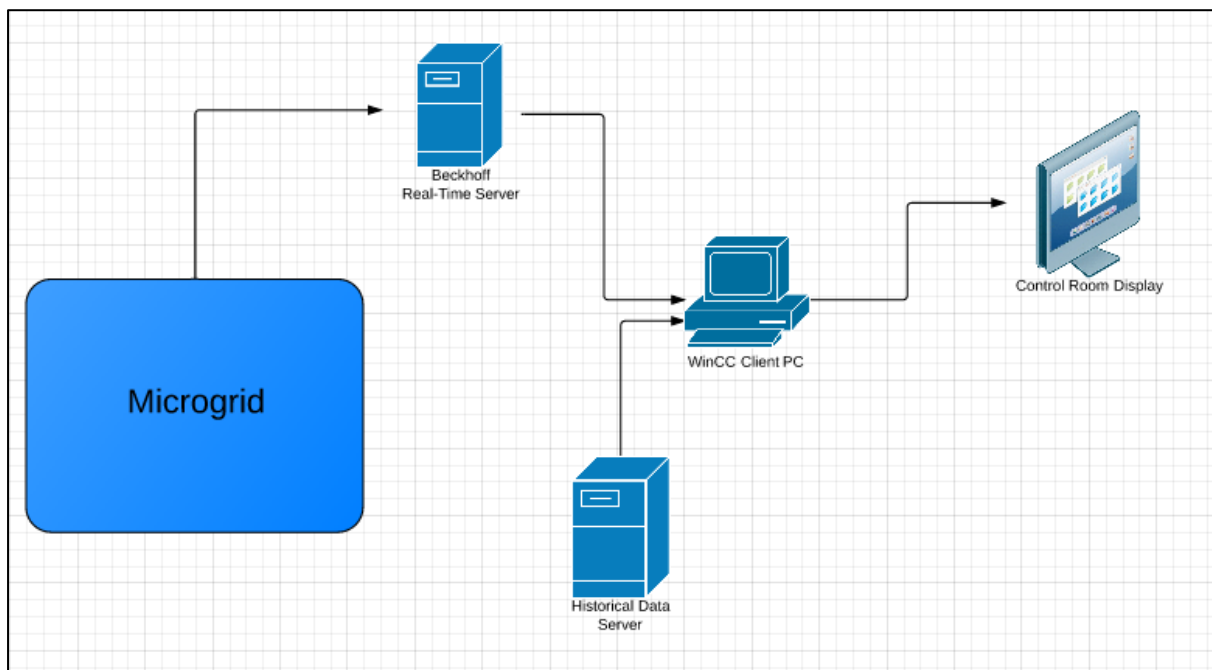 Beckhoff
Real-Time Server
Control Room Display
WinCC Client PC
Microgrid
Historical Data
Server